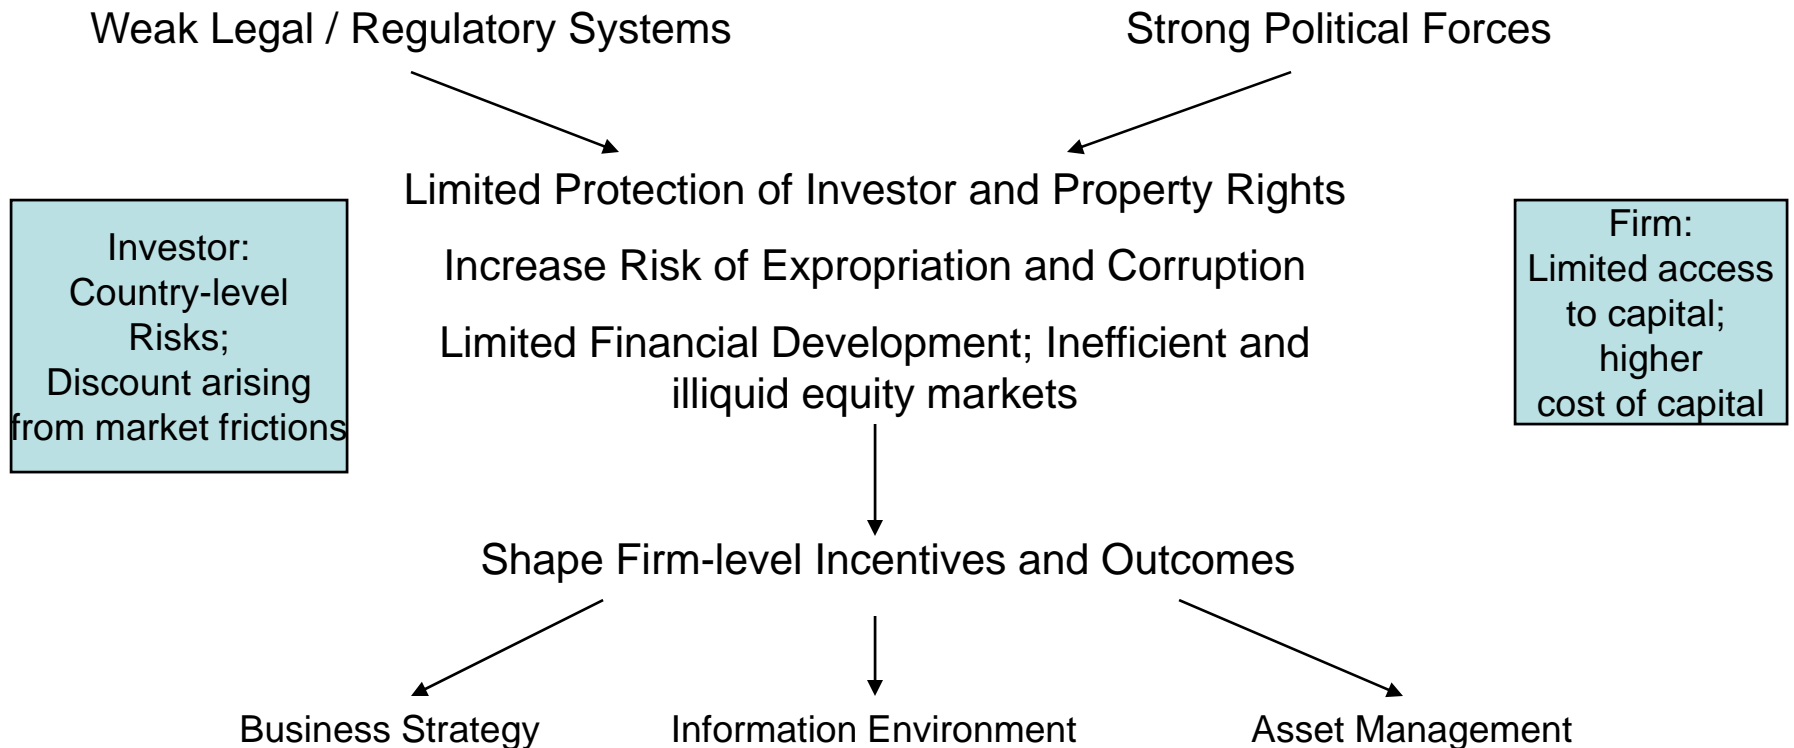 Weak Legal / Regulatory Systems
Strong Political Forces
Limited Protection of Investor and Property Rights
Increase Risk of Expropriation and Corruption
Limited Financial Development; Inefficient and
illiquid equity markets
Investor:
Country-level
Risks;
Discount arising
from market frictions
Firm:
Limited access
to capital;
higher
cost of capital
Shape Firm-level Incentives and Outcomes
Business Strategy
Information Environment
Asset Management